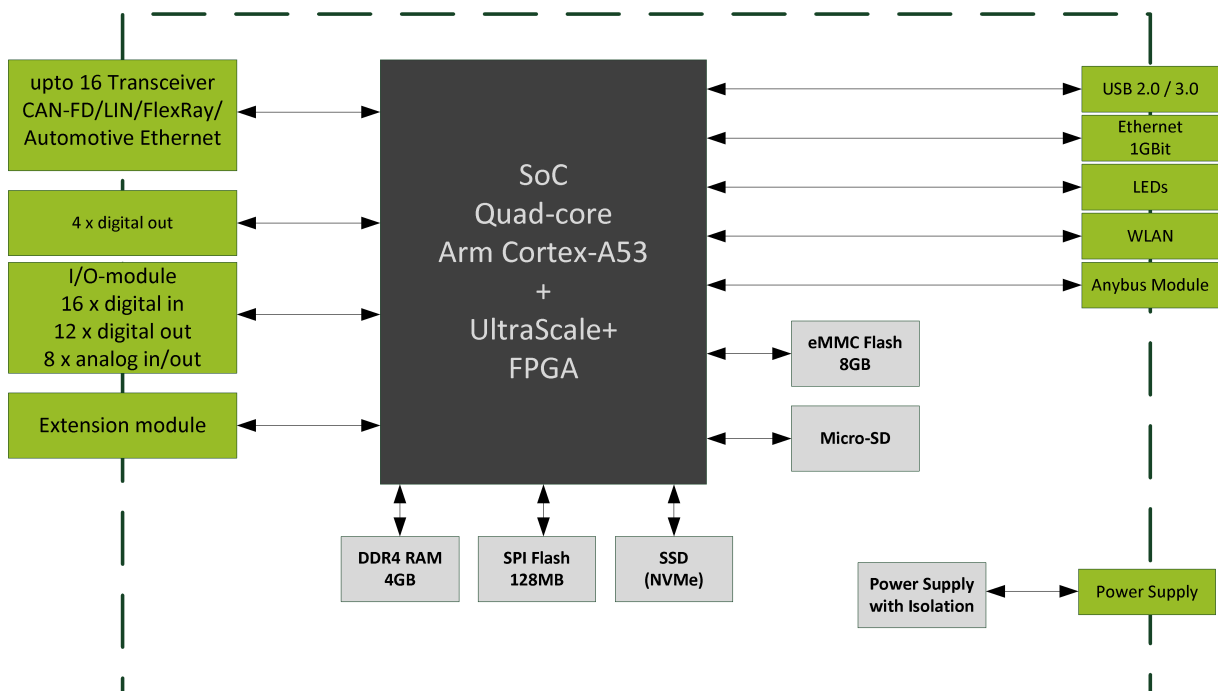 upto 16 Transceiver
CAN-FD/LIN/FlexRay/
Automotive Ethernet
4 x digital out
I/O-module
16 x digital in
12 x digital out
8 x analog in/out
Extension module
SoC
Quad-core
Arm Cortex-A53
+
UltraScale+
FPGA
USB 2.0 / 3.0
Ethernet
1GBit
LEDs
WLAN
Anybus Module
eMMC Flash
8GB
Micro-SD
DDR4 RAM
4GB
SPI Flash
128MB
SSD
(NVMe)
Power Supply
with Isolation
Power Supply